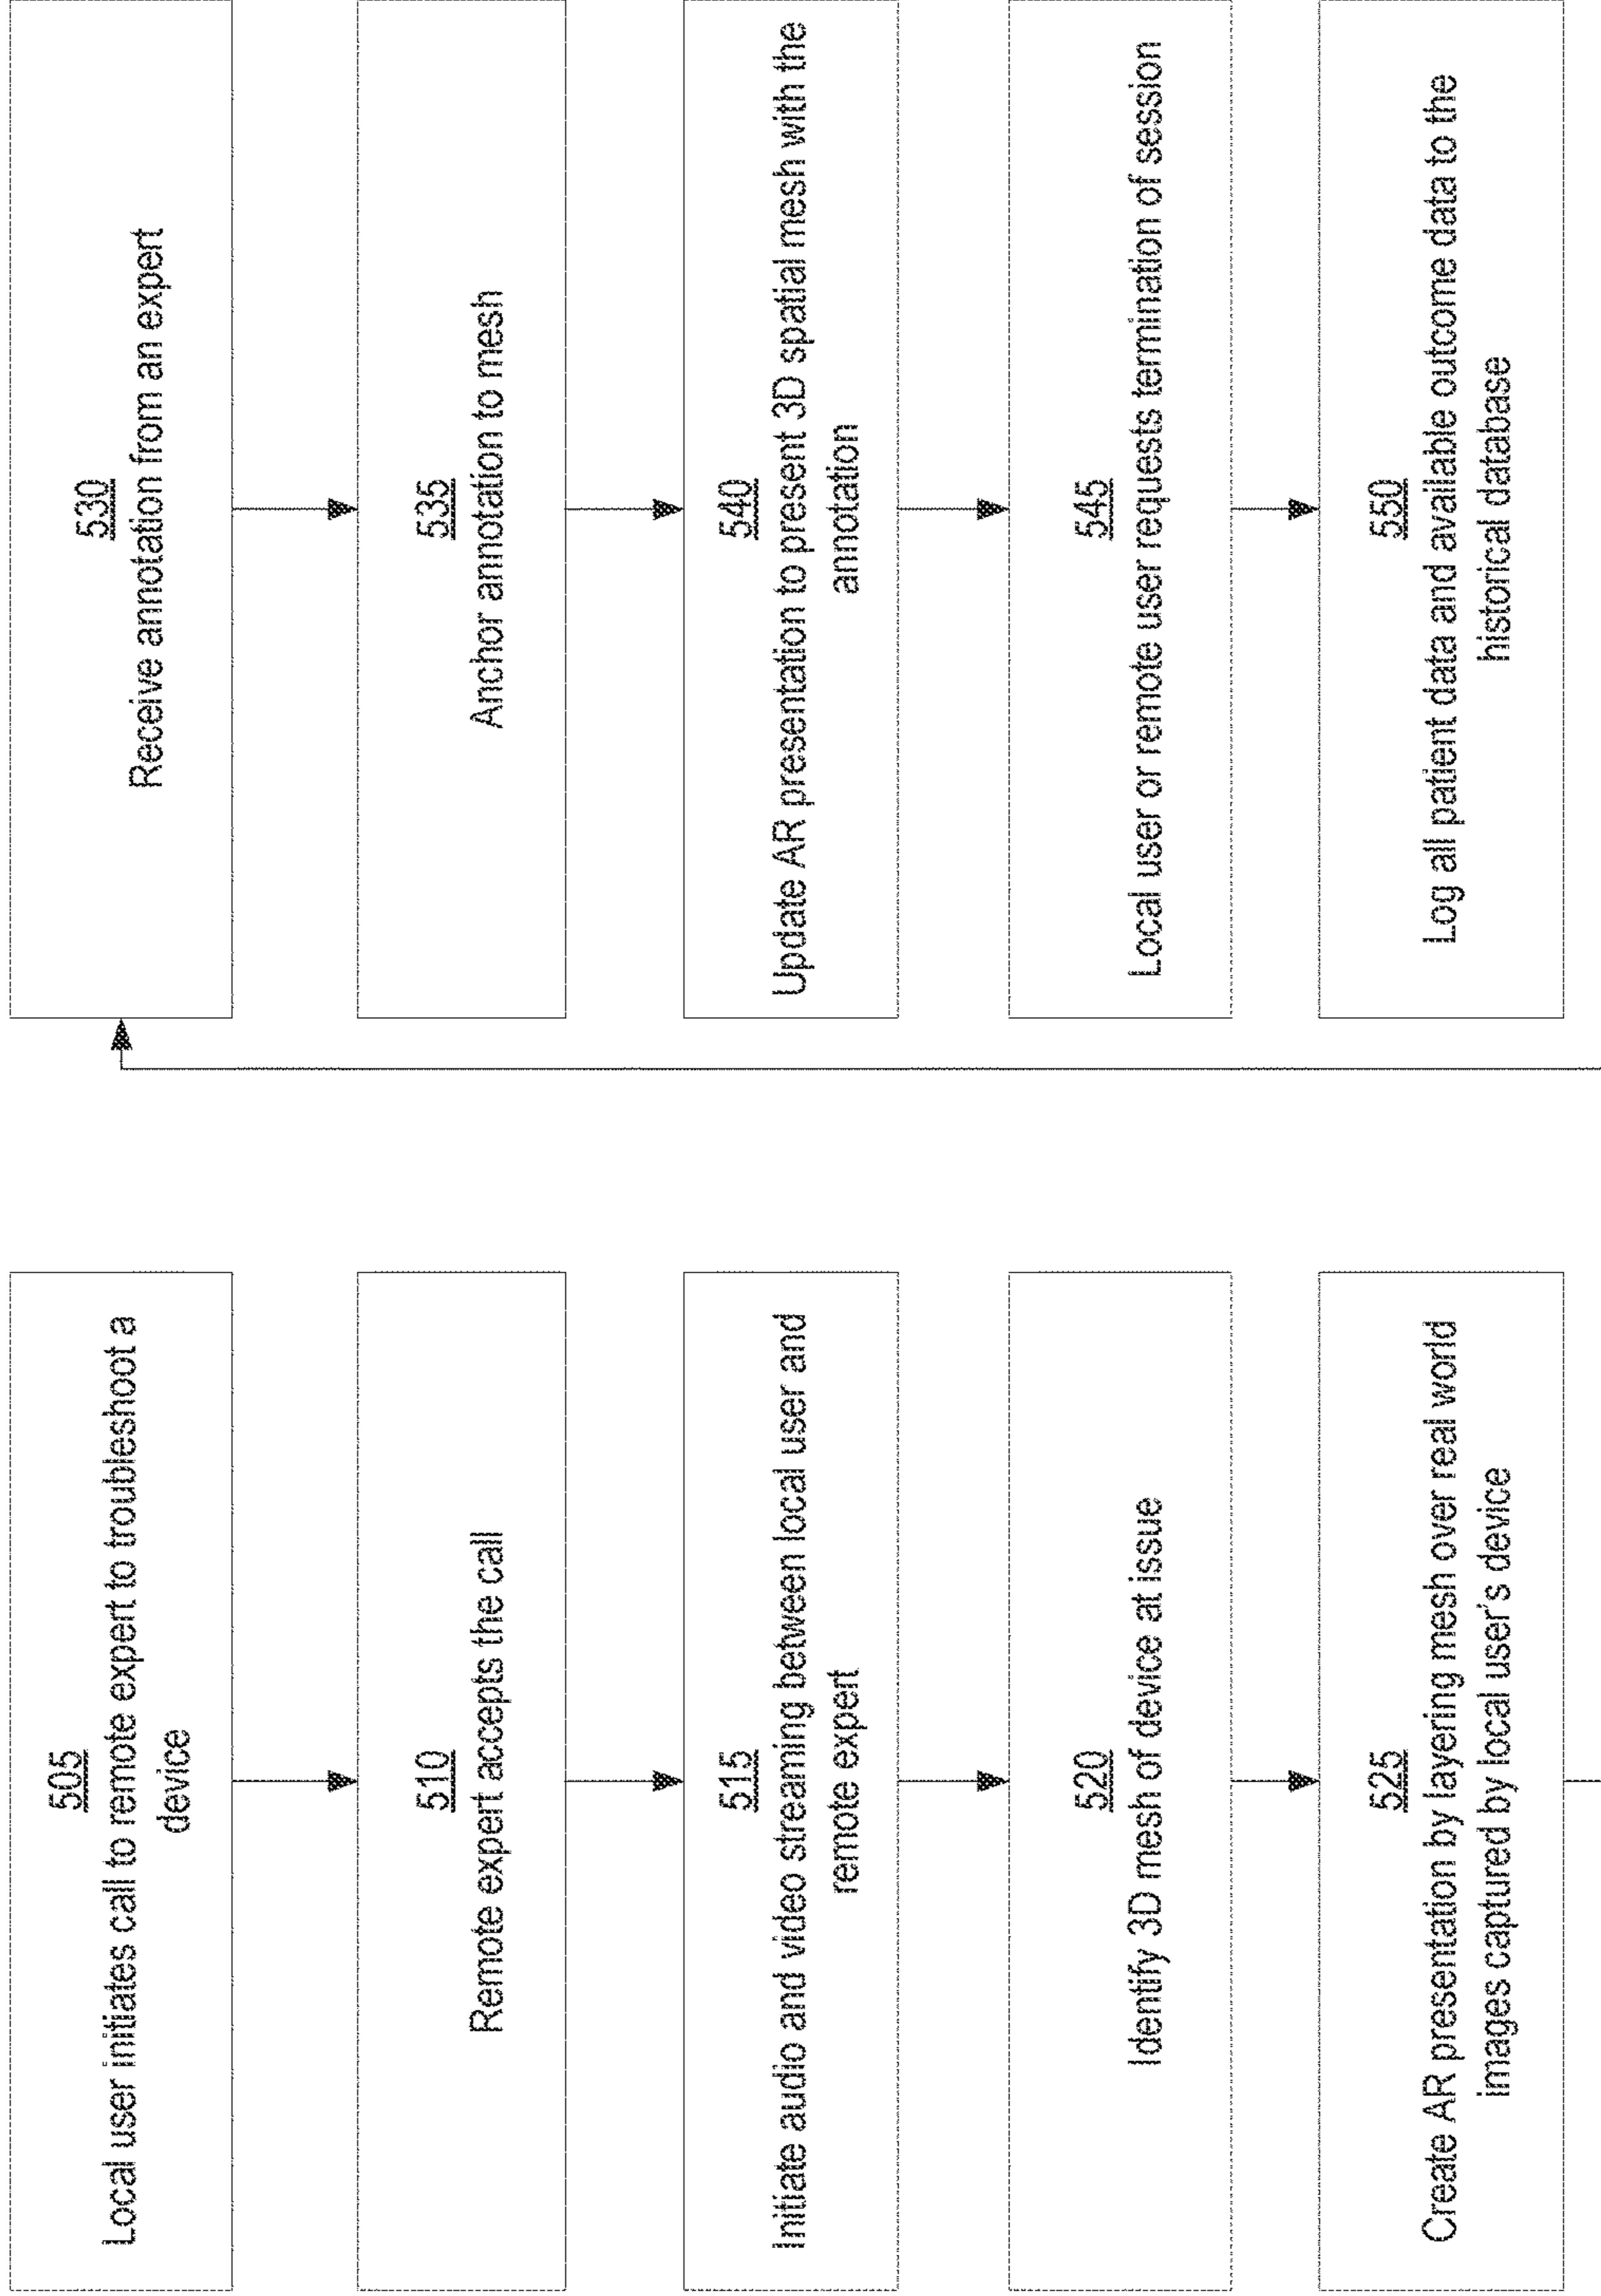 505
Local user initiates call to remote expert to troubleshoot a
device
510
Remote expert accepts the call
515
Initiate audio and video streaming between local user and
remote expert
520
Identify 3D mesh of device at issue
525
Create AR presentation by layering mesh over real world
images captured by local user's device
530
Receive annotation from an expert
535
Anchor annotation to mesh
540
Update AR presentation to present 3D spatial mesh with the
annotation
545
Local user or remote user requests termination of session
550
Log all patient data and available outcome data to the
historical database